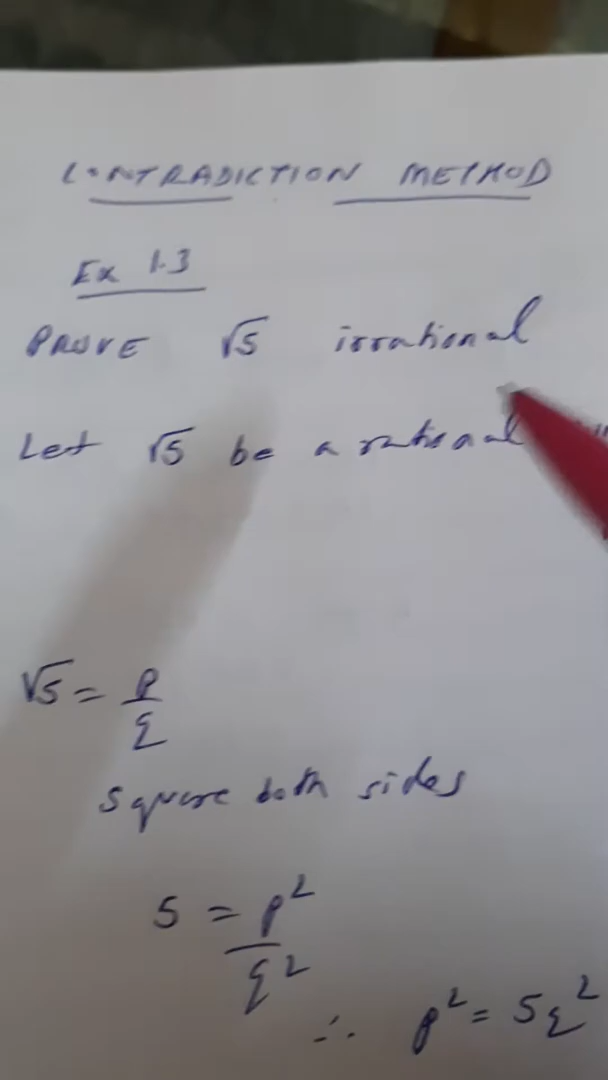 CONTRADICTION METHOD
Ex 1.3
PROVE √5 irrational
Let √5 be a rational
√5 = p/q
Square both sides
5 = p²/q²
∴ p² = 5q²